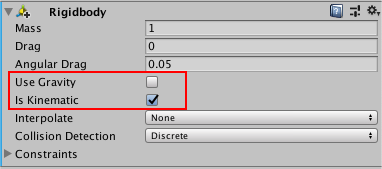 Rigidbody
Mass 1
Drag 0
Angular Drag 0.05
Use Gravity
Is Kinematic
Interpolate None
Collision Detection Discrete
Constraints